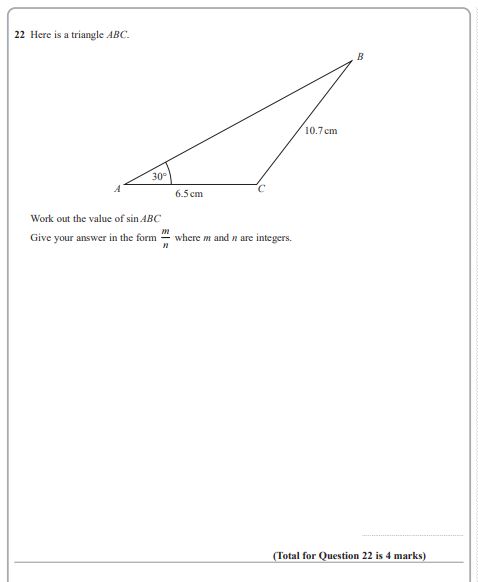 22 Here is a triangle ABC.
B
10.7 cm
30°
A
C
6.5 cm
Work out the value of sin ABC
Give your answer in the form m/n where m and n are integers.
(Total for Question 22 is 4 marks)